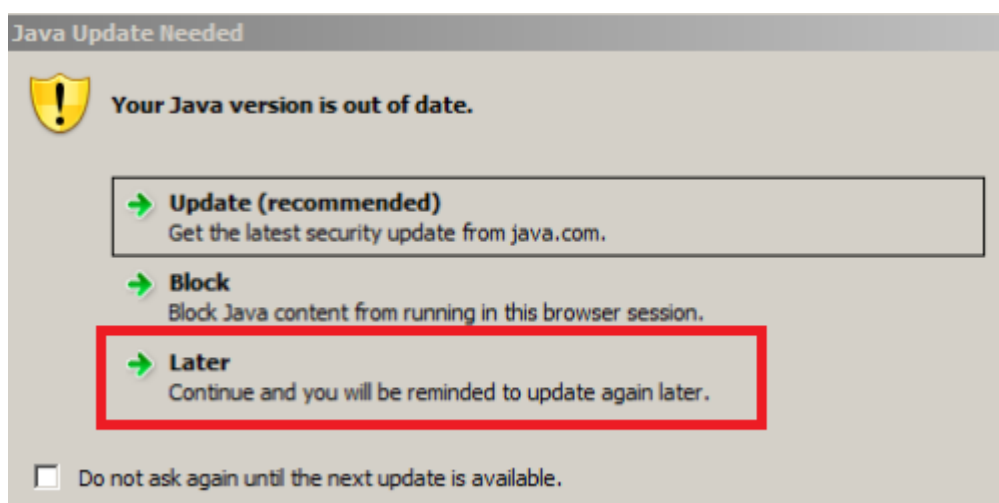 Java Update Needed
Your Java version is out of date.
Update (recommended)
Get the latest security update from java.com.
Block
Block Java content from running in this browser session.
Later
Continue and you will be reminded to update again later.
Do not ask again until the next update is available.